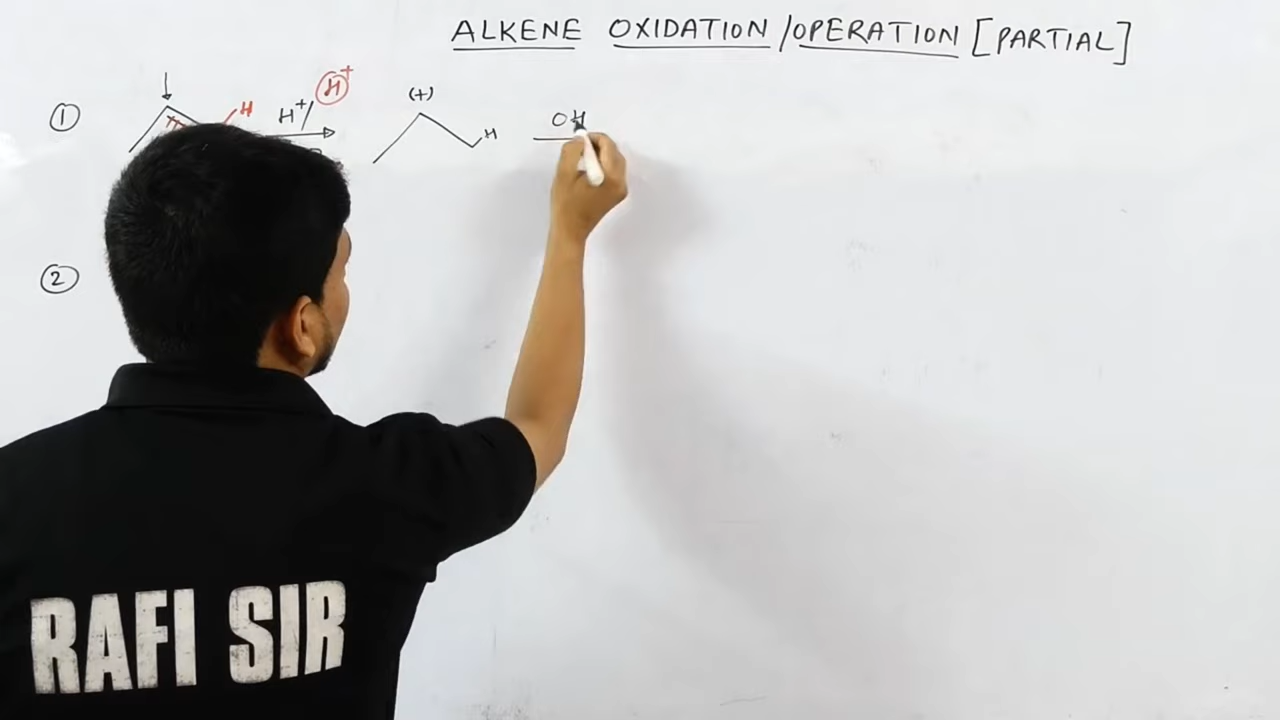 ALKENE OXIDATION/OPERATION [PARTIAL]
① H H⁺/ H⁺ (+) H OH
②
RAFI SIR